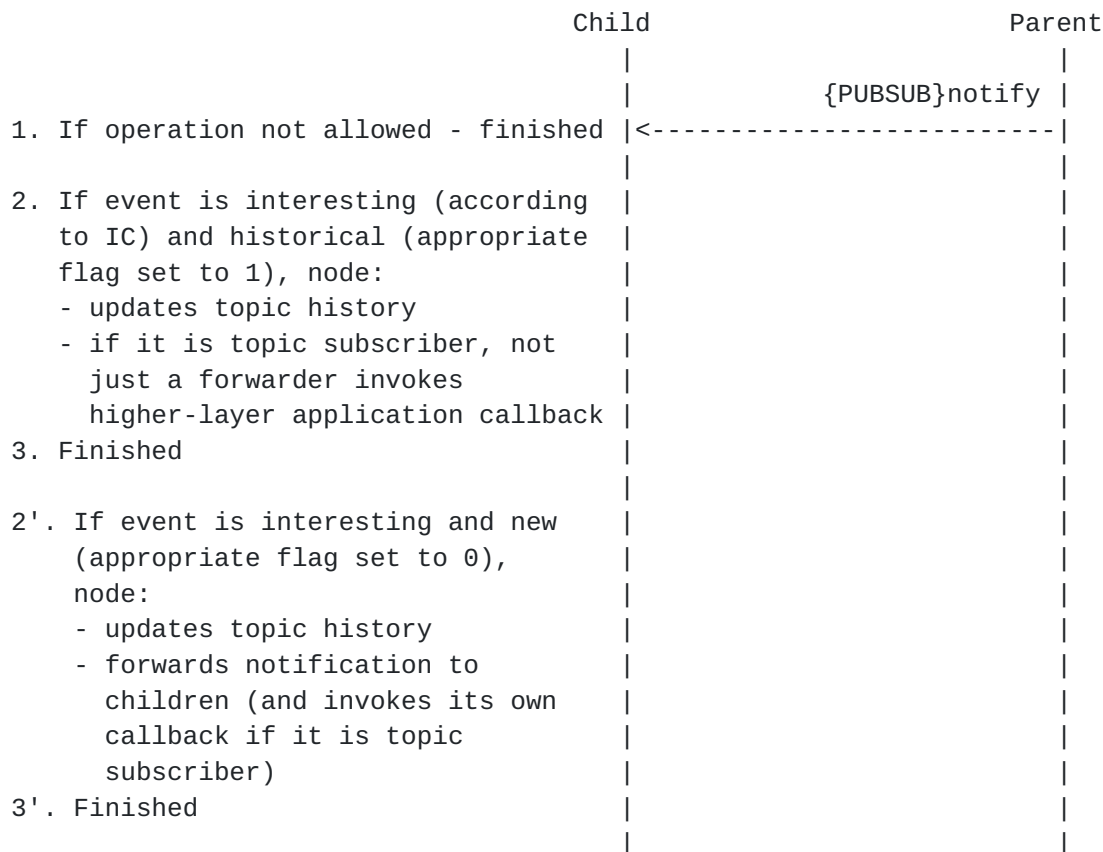 Child                       Parent
|                           |
|            {PUBSUB}notify |
1. If operation not allowed - finished |<--------------------------|
|                           |
2. If event is interesting (according  |                           |
   to IC) and historical (appropriate  |                           |
   flag set to 1), node:               |                           |
   - updates topic history             |                           |
   - if it is topic subscriber, not    |                           |
     just a forwarder invokes          |                           |
     higher-layer application callback |                           |
3. Finished                            |                           |
|                           |
2'. If event is interesting and new    |                           |
    (appropriate flag set to 0),       |                           |
    node:                              |                           |
    - updates topic history            |                           |
    - forwards notification to         |                           |
      children (and invokes its own    |                           |
      callback if it is topic          |                           |
      subscriber)                      |                           |
3'. Finished                           |                           |
|                           |